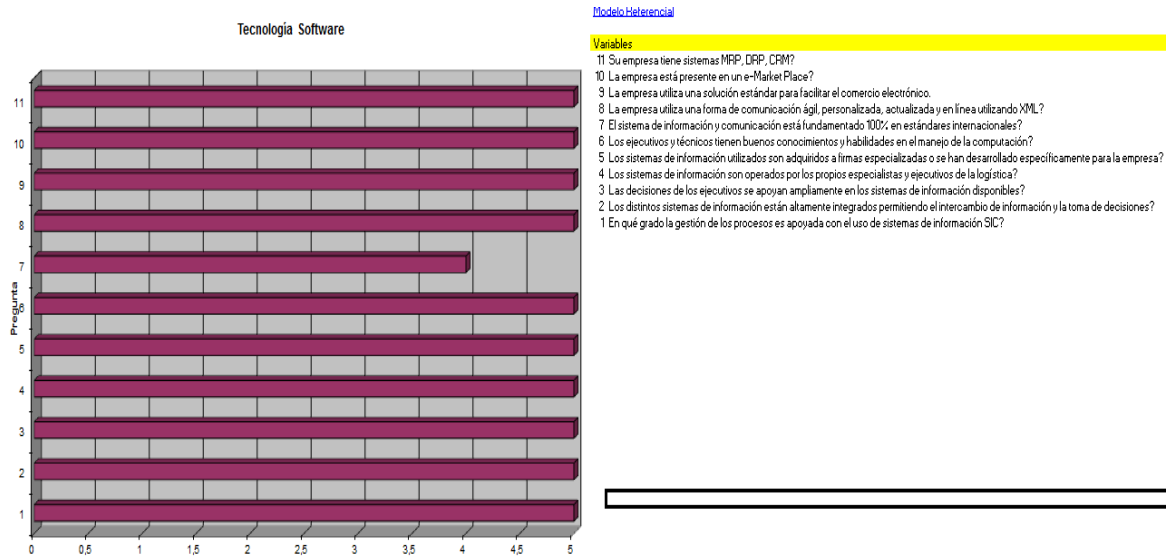 Tecnología Software
11
10
9
8
7
6
5
4
3
2
1
Pregunta
0
0,5
1
1,5
2
2,5
3
3,5
4
4,5
5
Modelo Referencial
Variables
11 Su empresa tiene sistemas MRP, DRP, CRM?
10 La empresa está presente en un e-Market Place?
9 La empresa utiliza una solución estándar para facilitar el comercio electrónico.
8 La empresa utiliza una forma de comunicación ágil, personalizada, actualizada y en línea utilizando XML?
7 El sistema de información y comunicación está fundamentado 100% en estándares internacionales?
6 Los ejecutivos y técnicos tienen buenos conocimientos y habilidades en el manejo de la computación?
5 Los sistemas de información utilizados son adquiridos a firmas especializadas o se han desarrollado específicamente para la empresa?
4 Los sistemas de información son operados por los propios especialistas y ejecutivos de la logística?
3 Las decisiones de los ejecutivos se apoyan ampliamente en los sistemas de información disponibles?
2 Los distintos sistemas de información están altamente integrados permitiendo el intercambio de información y la toma de decisiones?
1 En qué grado la gestión de los procesos es apoyada con el uso de sistemas de información SIC?